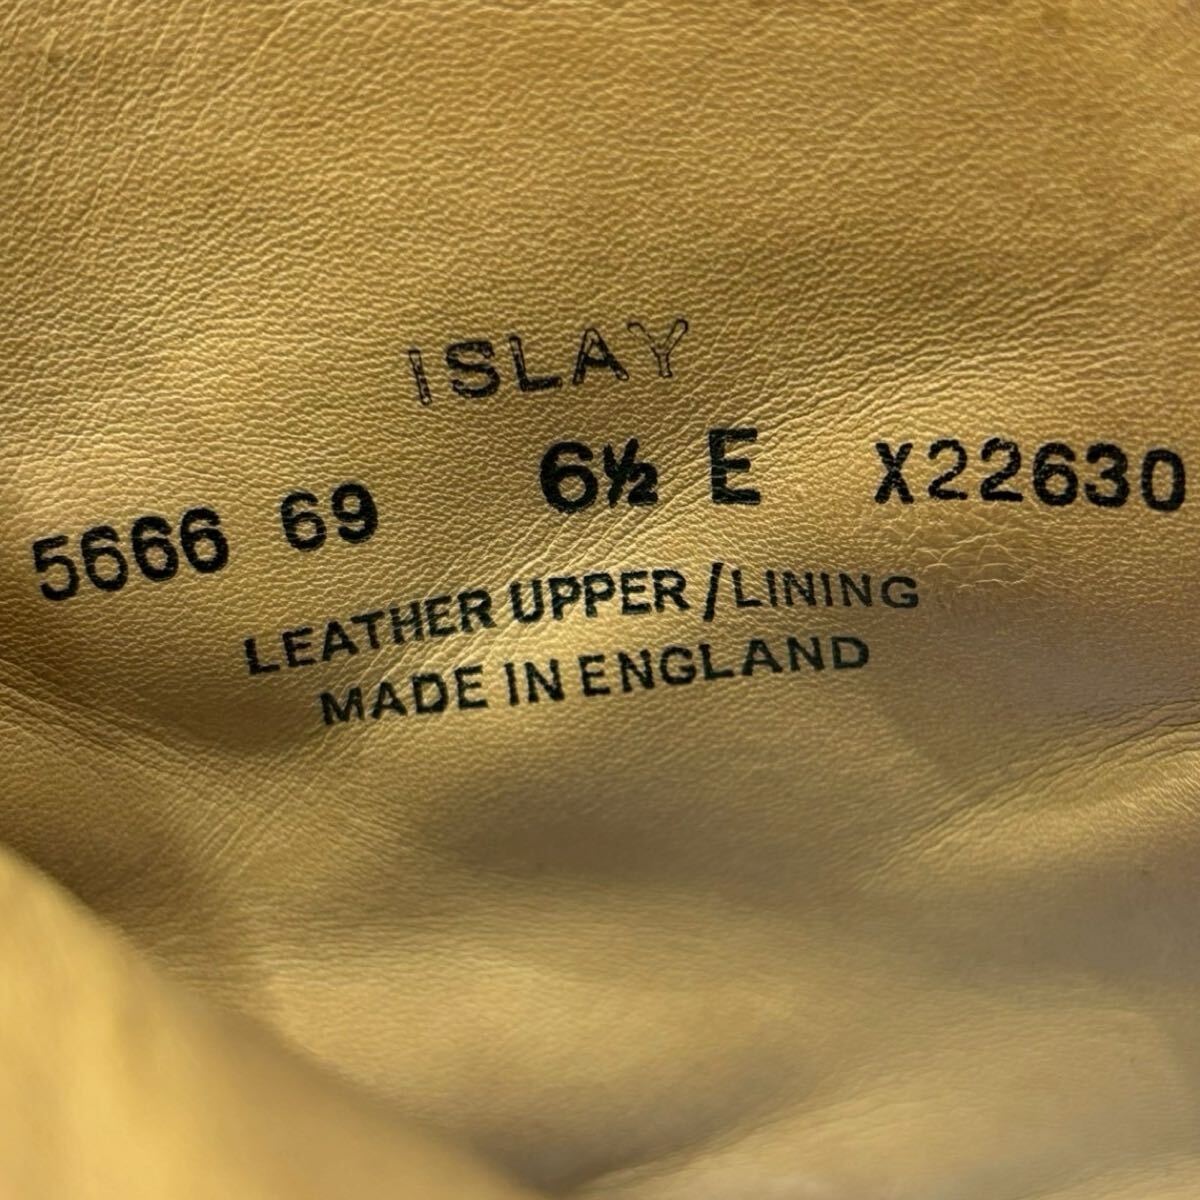 ISLAY
5666 69 6½ E X22630
LEATHER UPPER/LINING
MADE IN ENGLAND